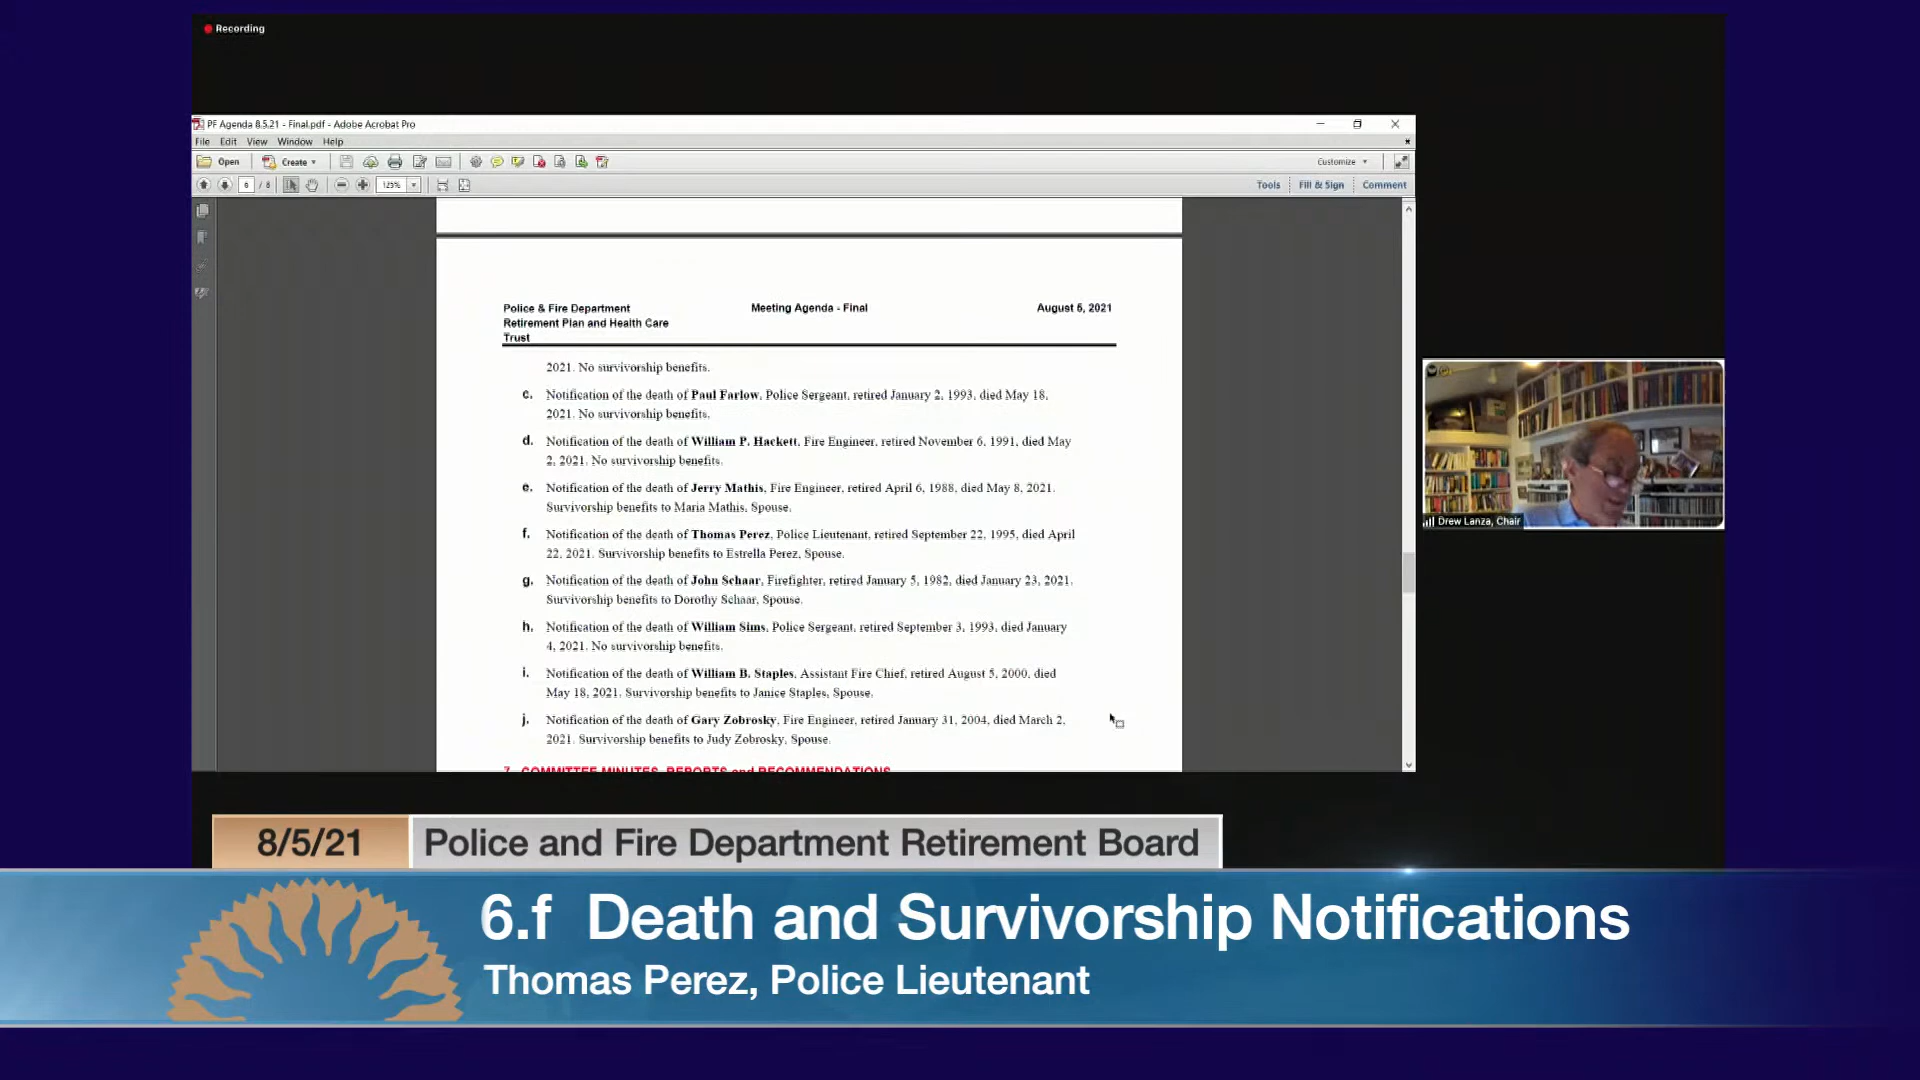 Recording
PF Agenda 8.5.21 - Final.pdf - Adobe Acrobat Pro
File Edit View Window Help
Open Create Customize
6 / 8 125% Tools Fill & Sign Comment
Police & Fire Department Meeting Agenda - Final August 5, 2021
Retirement Plan and Health Care
Trust
2021. No survivorship benefits.
c. Notification of the death of Paul Farlow, Police Sergeant, retired January 2, 1993, died May 18,
2021. No survivorship benefits.
d. Notification of the death of William P. Hackett, Fire Engineer, retired November 6, 1991, died May
2, 2021. No survivorship benefits.
e. Notification of the death of Jerry Mathis, Fire Engineer, retired April 6, 1988, died May 8, 2021.
Survivorship benefits to Maria Mathis, Spouse.
f. Notification of the death of Thomas Perez, Police Lieutenant, retired September 22, 1995, died April
22, 2021. Survivorship benefits to Estrella Perez, Spouse.
g. Notification of the death of John Schaar, Firefighter, retired January 5, 1982, died January 23, 2021.
Survivorship benefits to Dorothy Schaar, Spouse.
h. Notification of the death of William Sims, Police Sergeant, retired September 3, 1993, died January
4, 2021. No survivorship benefits.
i. Notification of the death of William B. Staples, Assistant Fire Chief, retired August 5, 2000, died
May 18, 2021. Survivorship benefits to Janice Staples, Spouse.
j. Notification of the death of Gary Zobrosky, Fire Engineer, retired January 31, 2004, died March 2,
2021. Survivorship benefits to Judy Zobrosky, Spouse.
7. COMMITTEE MINUTES, REPORTS and RECOMMENDATIONS
Drew Lanza, Chair
8/5/21 Police and Fire Department Retirement Board
6.f Death and Survivorship Notifications
Thomas Perez, Police Lieutenant